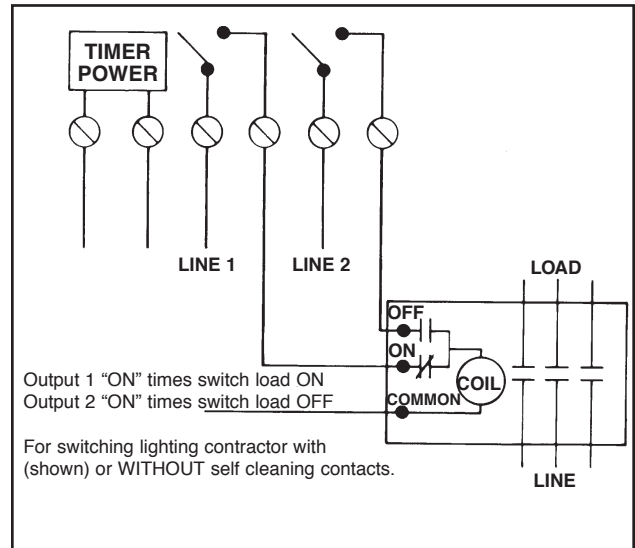 TIMER
POWER
LINE 1
LINE 2
LOAD
OFF
ON
COIL
COMMON
Output 1 “ON” times switch load ON
Output 2 “ON” times switch load OFF
For switching lighting contractor with
(shown) or WITHOUT self cleaning contacts.
LINE